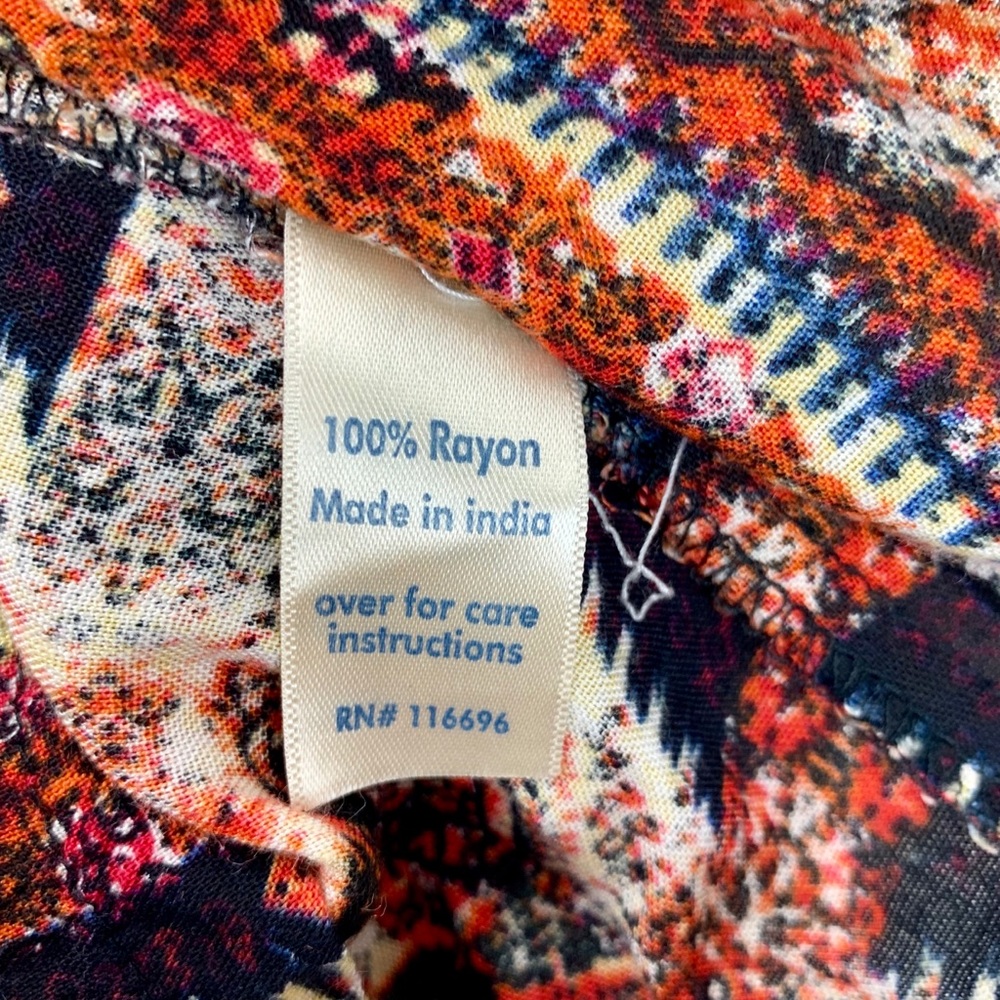 100% Rayon
Made in india
over for care
instructions
RN# 116696